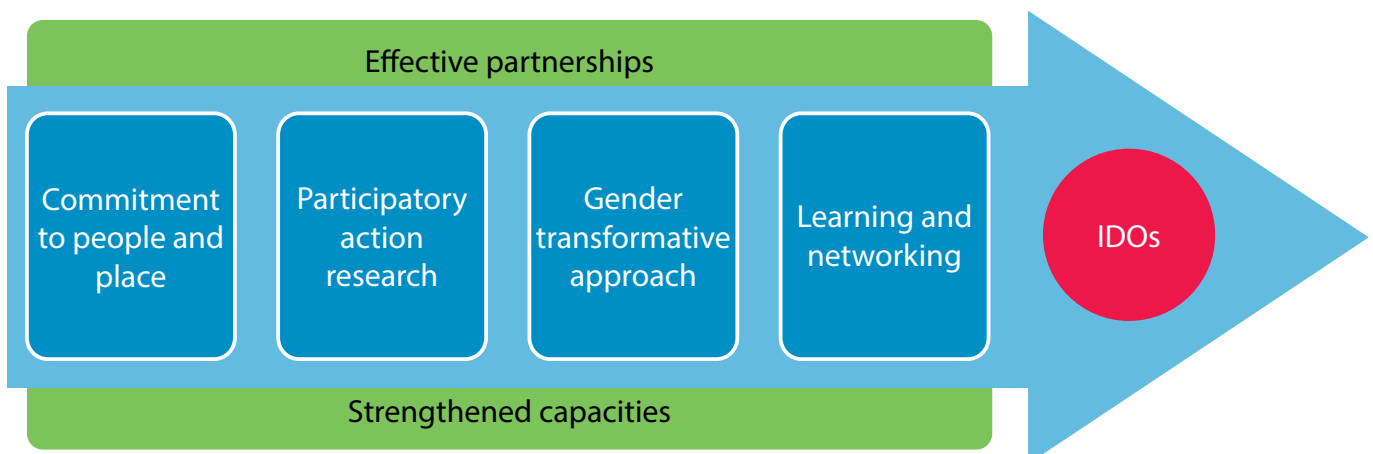 Effective partnerships
Commitment
to people and
place
Participatory
action
research
Gender
transformative
approach
Learning and
networking
IDOs
Strengthened capacities